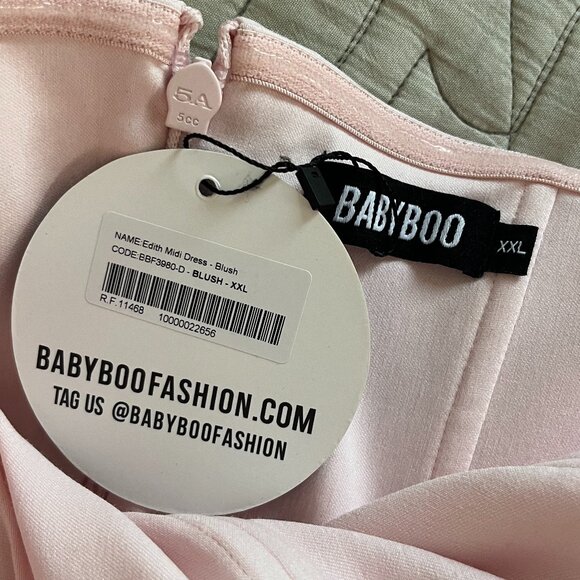 5.A
5cc
BABYBOO
XXL
NAME:Edith Midi Dress - Blush
CODE:BBF3980-D - BLUSH - XXL
R.F.11468 10000022656
BABYBOOFASHION.COM
TAG US @BABYBOOFASHION